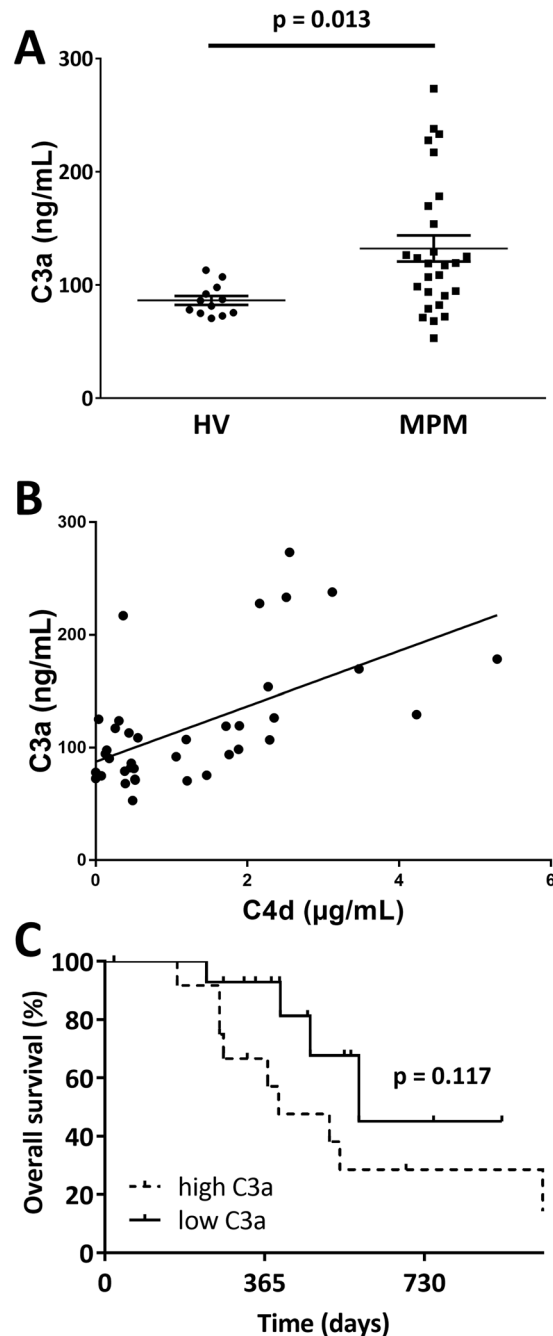 p = 0.013
A
300
200
100
0
C3a (ng/mL)
HV MPM
B
300
200
100
0
C3a (ng/mL)
0 2 4 6
C4d (µg/mL)
C
100
80
60
40
20
0
Overall survival (%)
p = 0.117
high C3a
low C3a
0 365 730
Time (days)